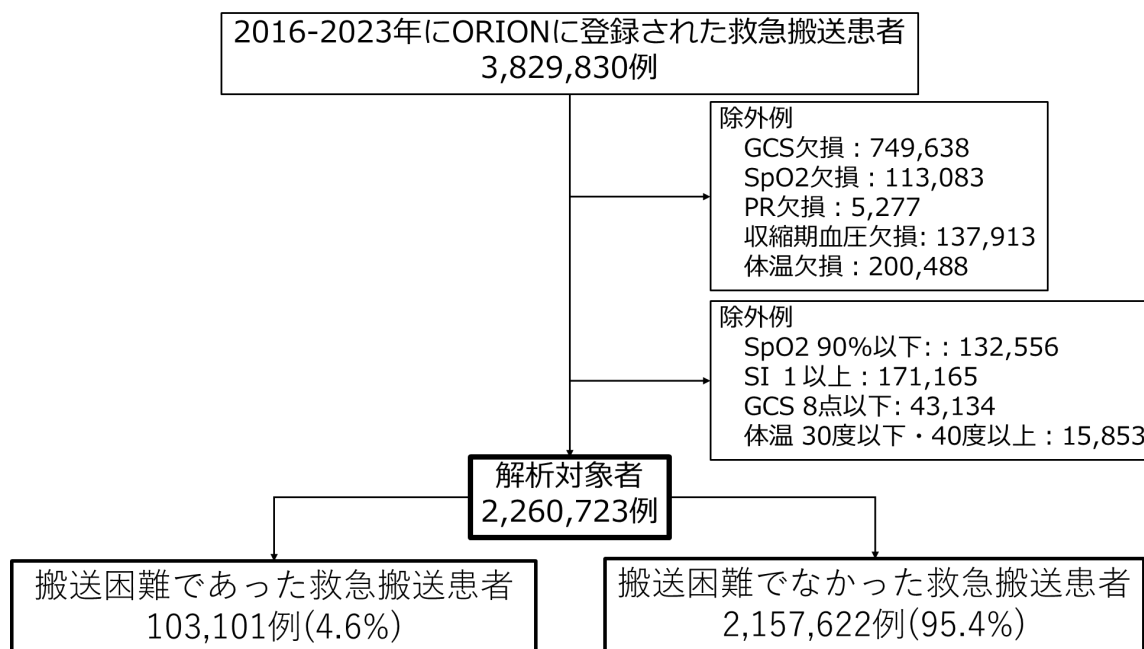 2016-2023年にORIONに登録された救急搬送患者
3,829,830例
除外例
GCS欠損：749,638
SpO2欠損：113,083
PR欠損：5,277
収縮期血圧欠損: 137,913
体温欠損：200,488
除外例
SpO2 90%以下:：132,556
SI １以上：171,165
GCS 8点以下: 43,134
体温 30度以下・40度以上：15,853
解析対象者
2,260,723例
搬送困難であった救急搬送患者
103,101例(4.6%)
搬送困難でなかった救急搬送患者
2,157,622例(95.4%)